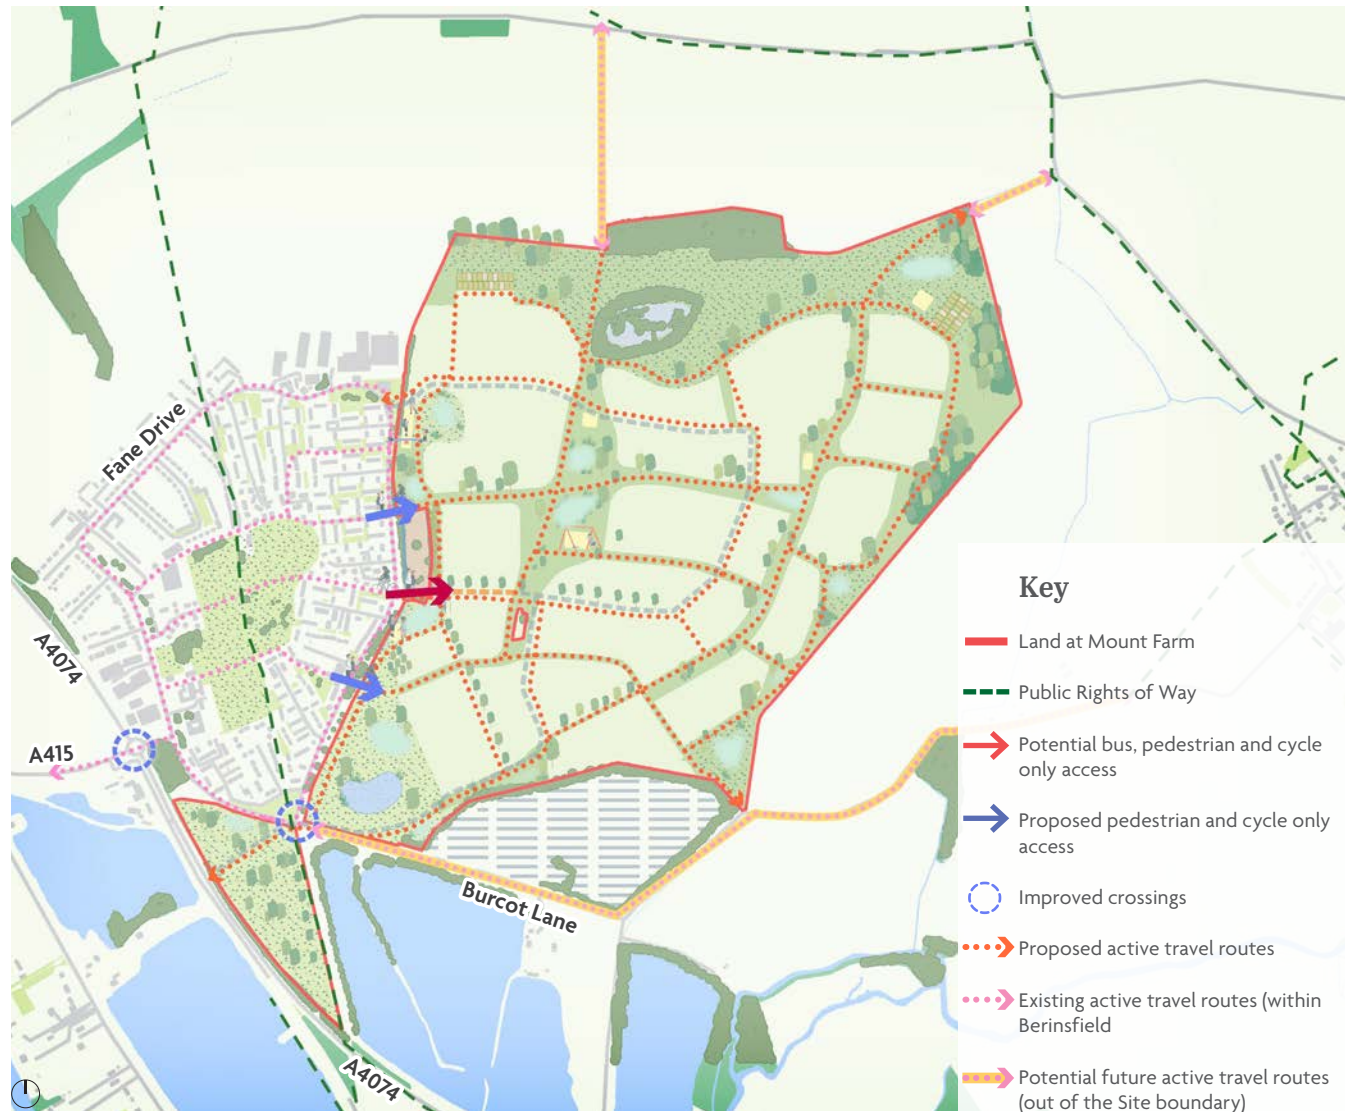 Fane Drive
A4074
A415
Burcot Lane
A4074
Key
Land at Mount Farm
Public Rights of Way
Potential bus, pedestrian and cycle
only access
Proposed pedestrian and cycle only
access
Improved crossings
Proposed active travel routes
Existing active travel routes (within
Berinsfield
Potential future active travel routes
(out of the Site boundary)